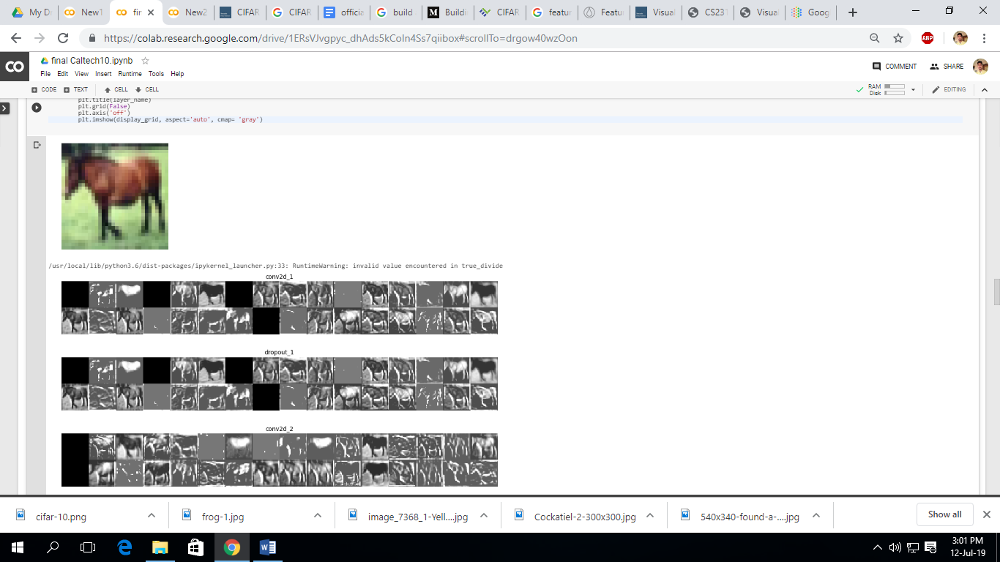 My D
New1
fir
New2
CIFAR
CIFAR
officia
build
Buildi
CIFAR
featur
Featu
Visual
CS231
Visual
Goog
https://colab.research.google.com/drive/1ERsVJvgpyc_dhAds5kCoIn4Ss7qiibox#scrollTo=drgow40wzOon
ABP
CO
final Caltech10.ipynb
COMMENT
SHARE
File Edit View Insert Runtime Tools Help
CODE TEXT CELL CELL
RAM
Disk
EDITING
plt.title(layer_name)
plt.grid(False)
plt.axis('off')
plt.imshow(display_grid, aspect='auto', cmap= 'gray')
/usr/local/lib/python3.6/dist-packages/ipykernel_launcher.py:33: RuntimeWarning: invalid value encountered in true_divide
conv2d_1
dropout_1
conv2d_2
cifar-10.png
frog-1.jpg
image_7368_1-Yell....jpg
Cockatiel-2-300x300.jpg
540x340-found-a-....jpg
Show all
3:01 PM
12-Jul-19